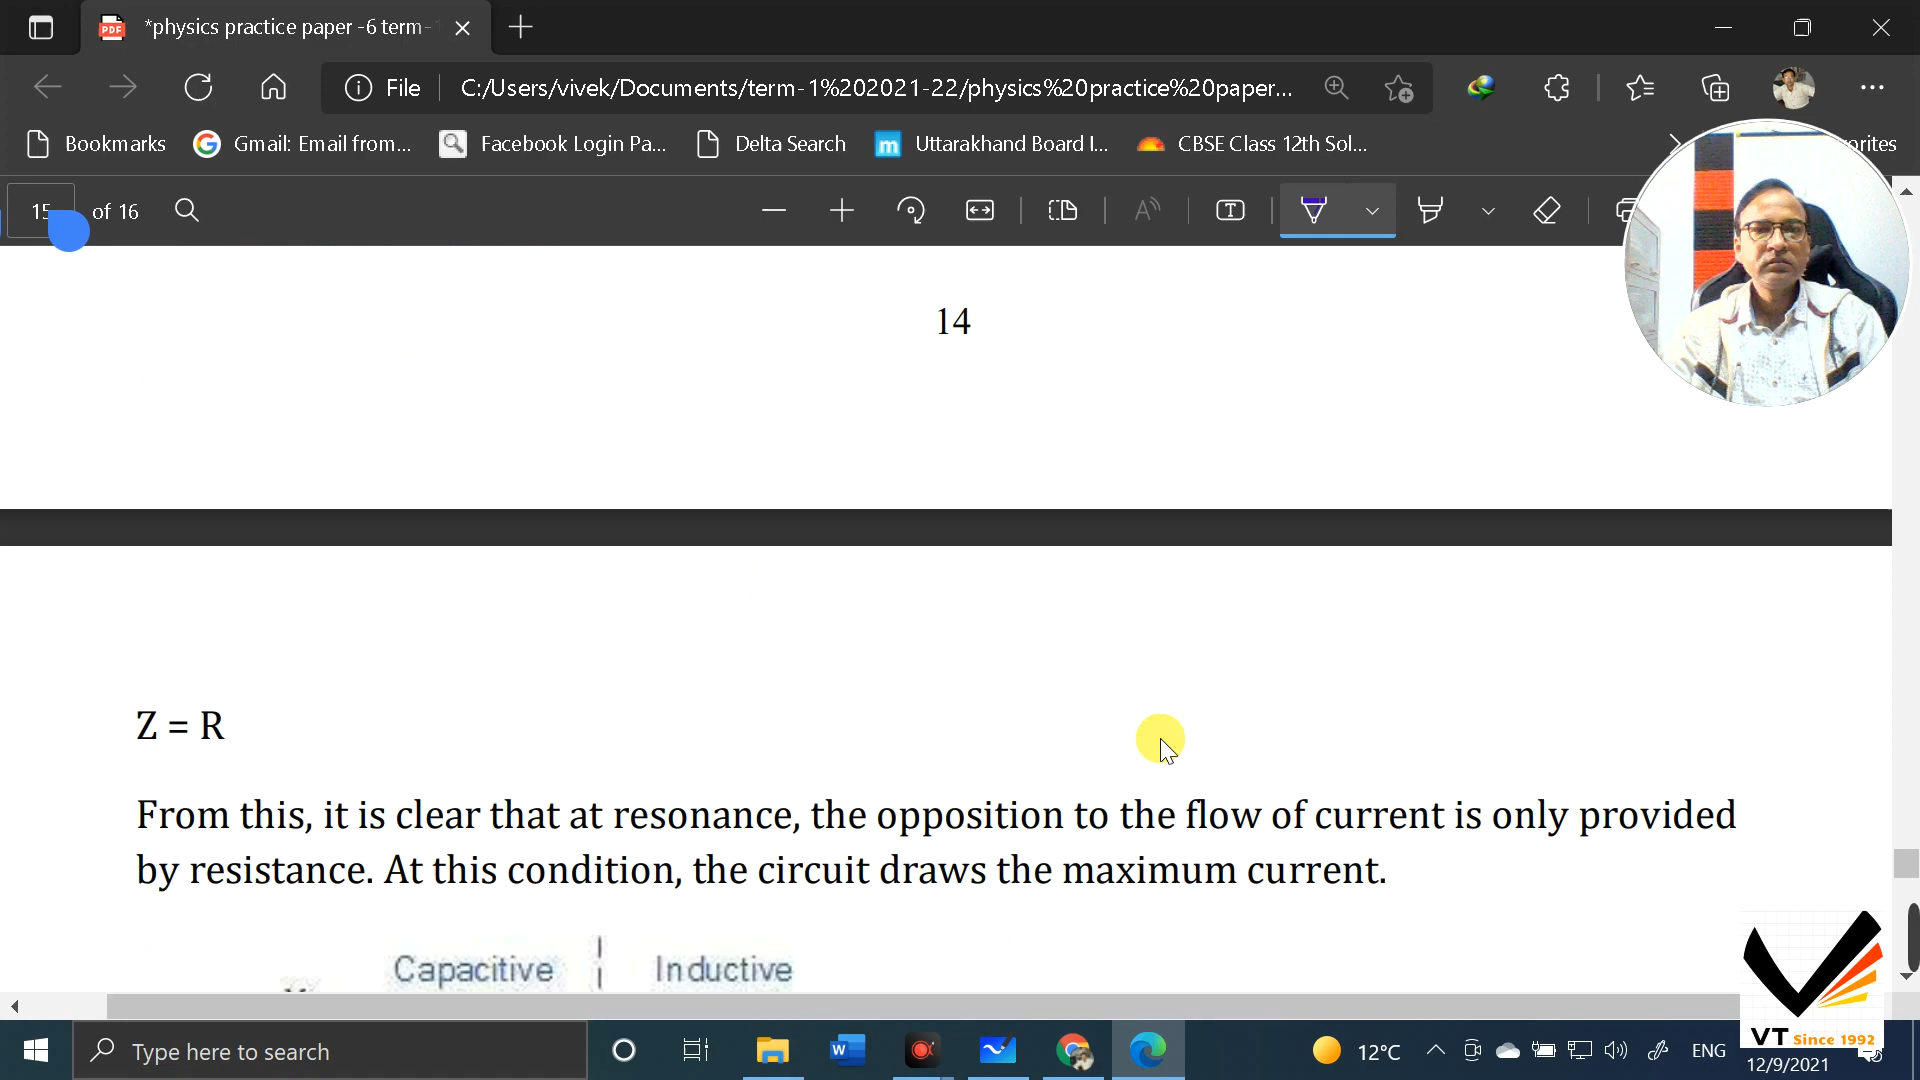 *physics practice paper -6 term-
File
C:/Users/vivek/Documents/term-1%202021-22/physics%20practice%20paper...
Bookmarks
Gmail: Email from...
Facebook Login Pa...
Delta Search
Uttarakhand Board I...
CBSE Class 12th Sol...
orites
15 of 16
14
Z = R
From this, it is clear that at resonance, the opposition to the flow of current is only provided
by resistance. At this condition, the circuit draws the maximum current.
Capacitive
Inductive
VT Since 1992
Type here to search
12°C
ENG
12/9/2021